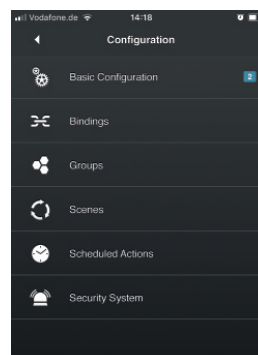 Vodafone.de 14:18
Configuration
Basic Configuration 2
Bindings
Groups
Scenes
Scheduled Actions
Security System